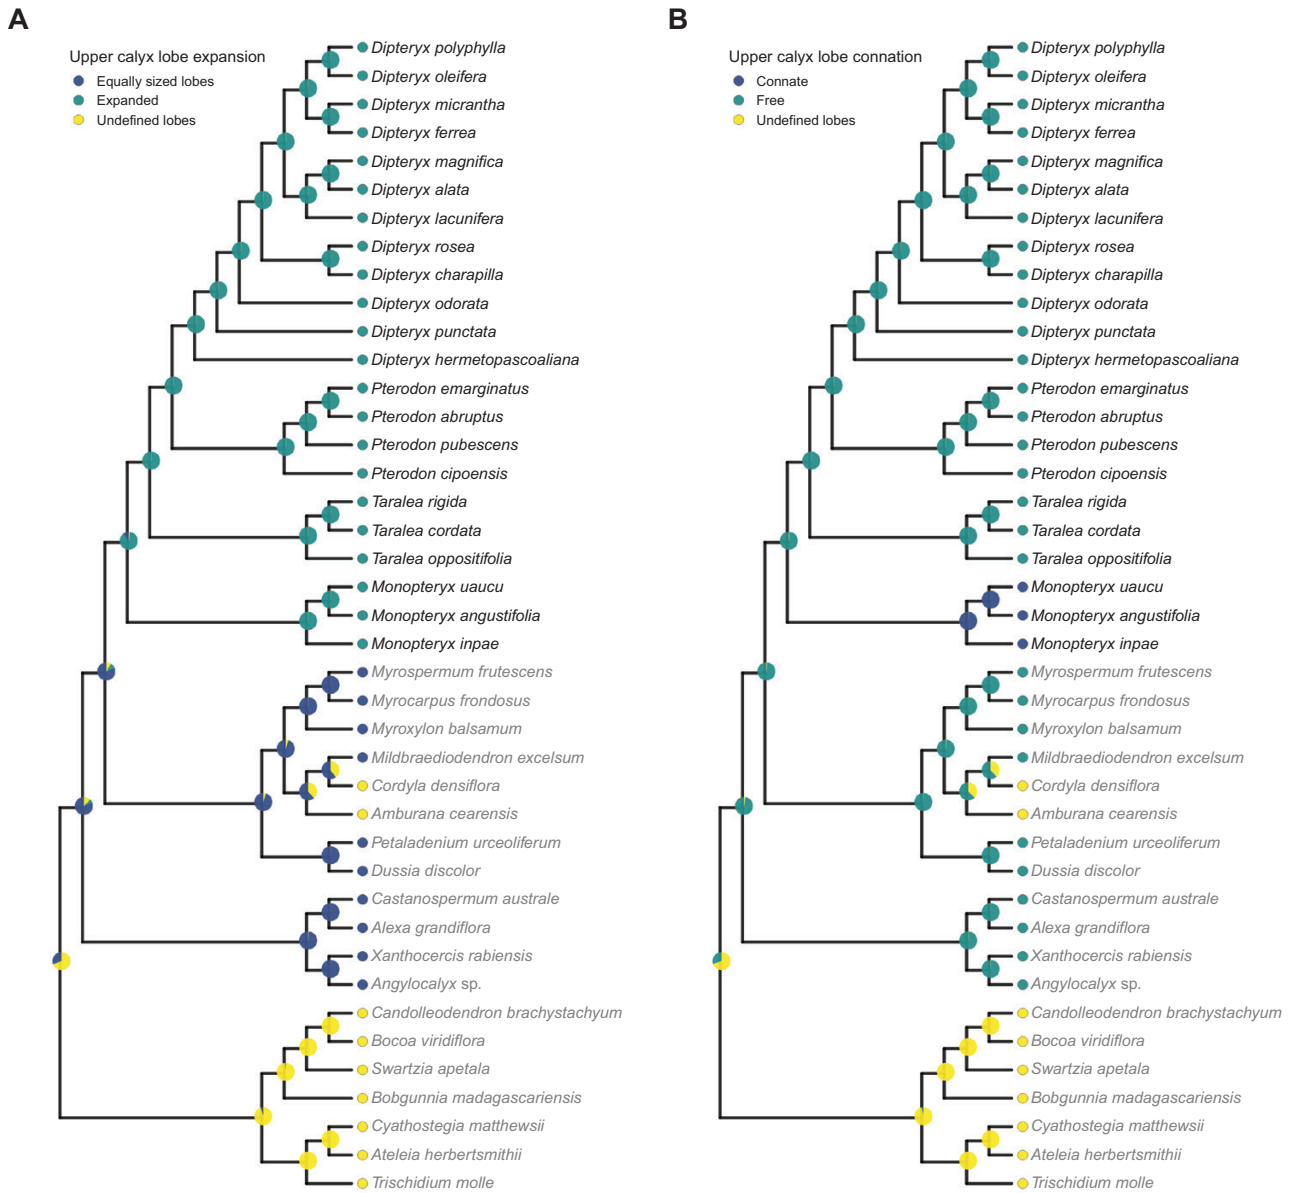 A
Upper calyx lobe expansion
Equally sized lobes
Expanded
Undefined lobes
Dipteryx polyphylla
Dipteryx oleifera
Dipteryx micrantha
Dipteryx ferrea
Dipteryx magnifica
Dipteryx alata
Dipteryx lacunifera
Dipteryx rosea
Dipteryx charapilla
Dipteryx odorata
Dipteryx punctata
Dipteryx hermetopascoaliana
Pterodon emarginatus
Pterodon abruptus
Pterodon pubescens
Pterodon cipoensis
Taralea rigida
Taralea cordata
Taralea oppositifolia
Monopteryx uaucu
Monopteryx angustifolia
Monopteryx inpae
Myrospermum frutescens
Myrocarpus frondosus
Myroxylon balsamum
Mildbraediodendron excelsum
Cordyla densiflora
Amburana cearensis
Petaladenium urceoliferum
Dussia discolor
Castanospermum australe
Alexa grandiflora
Xanthocercis rabiensis
Angylocalyx sp.
Candolleodendron brachystachyum
Bocoa viridiflora
Swartzia apetala
Bobgunnia madagascariensis
Cyathostegia matthewsii
Ateleia herbertsmithii
Trischidium molle
B
Upper calyx lobe connation
Connate
Free
Undefined lobes
Dipteryx polyphylla
Dipteryx oleifera
Dipteryx micrantha
Dipteryx ferrea
Dipteryx magnifica
Dipteryx alata
Dipteryx lacunifera
Dipteryx rosea
Dipteryx charapilla
Dipteryx odorata
Dipteryx punctata
Dipteryx hermetopascoaliana
Pterodon emarginatus
Pterodon abruptus
Pterodon pubescens
Pterodon cipoensis
Taralea rigida
Taralea cordata
Taralea oppositifolia
Monopteryx uaucu
Monopteryx angustifolia
Monopteryx inpae
Myrospermum frutescens
Myrocarpus frondosus
Myroxylon balsamum
Mildbraediodendron excelsum
Cordyla densiflora
Amburana cearensis
Petaladenium urceoliferum
Dussia discolor
Castanospermum australe
Alexa grandiflora
Xanthocercis rabiensis
Angylocalyx sp.
Candolleodendron brachystachyum
Bocoa viridiflora
Swartzia apetala
Bobgunnia madagascariensis
Cyathostegia matthewsii
Ateleia herbertsmithii
Trischidium molle